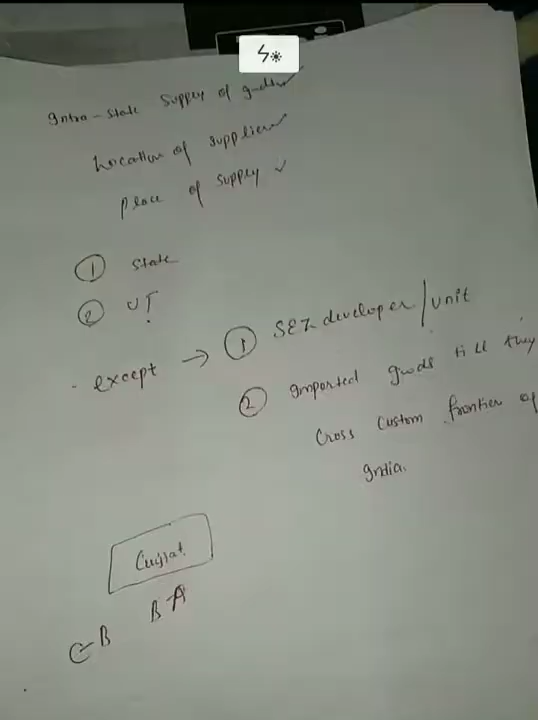 Intra-state supply of goods
Location of supplier
place of supply
① state
② UT
except → ① SEZ developer/unit
② imported goods till they
cross custom frontier of
India.
Gujrat
B A
C B